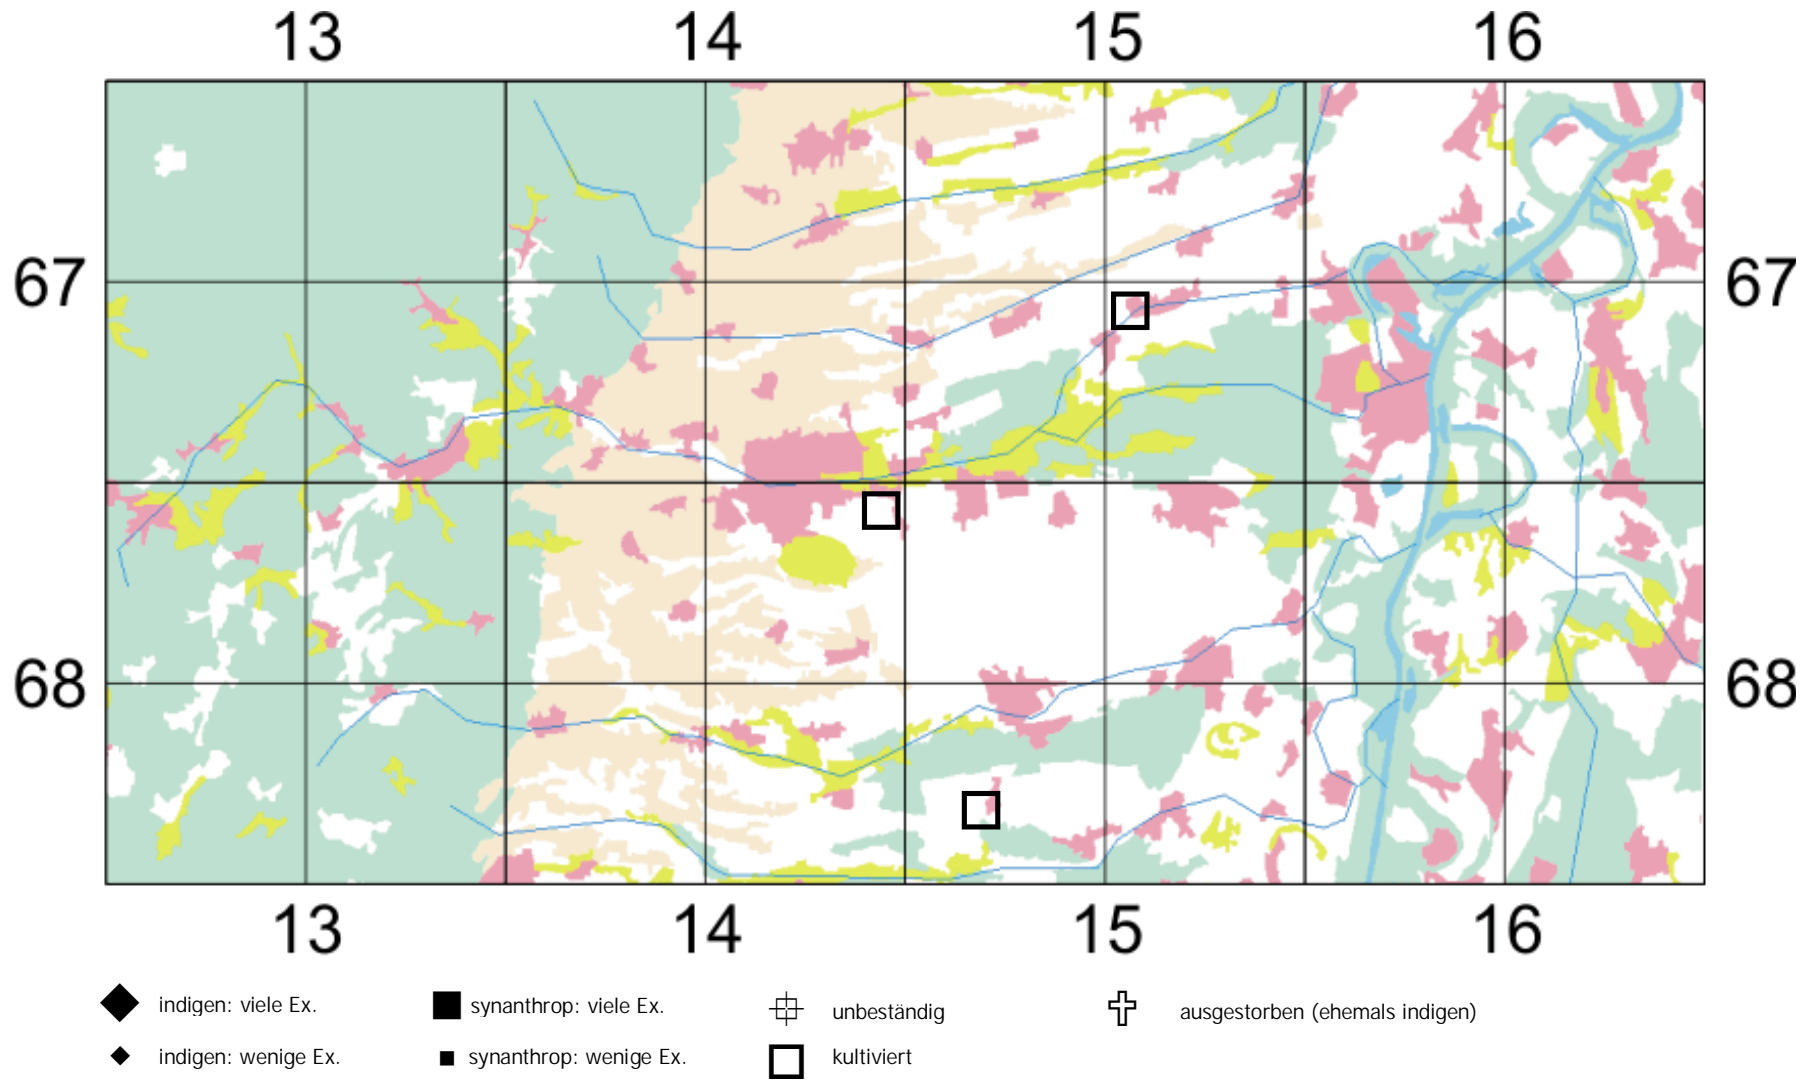 13 14 15 16
67 67
68 68
13 14 15 16
indigen: viele Ex. synanthrop: viele Ex. unbeständig ausgestorben (ehemals indigen)
indigen: wenige Ex. synanthrop: wenige Ex. kultiviert